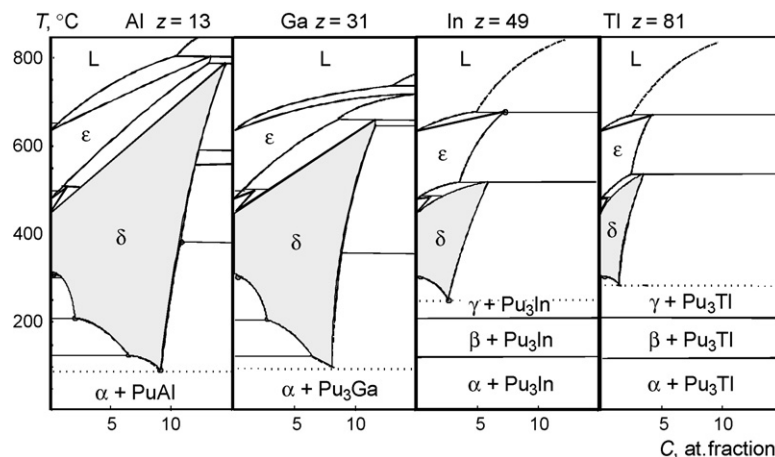 T, °C Al z = 13 Ga z = 31 In z = 49 Tl z = 81
800 L L L L
600 ε ε ε
400 δ δ δ δ
200 γ + Pu₃In γ + Pu₃Tl
β + Pu₃In β + Pu₃Tl
α + PuAl α + Pu₃Ga α + Pu₃In α + Pu₃Tl
5 10 5 10 5 10 5 10
C, at.fraction